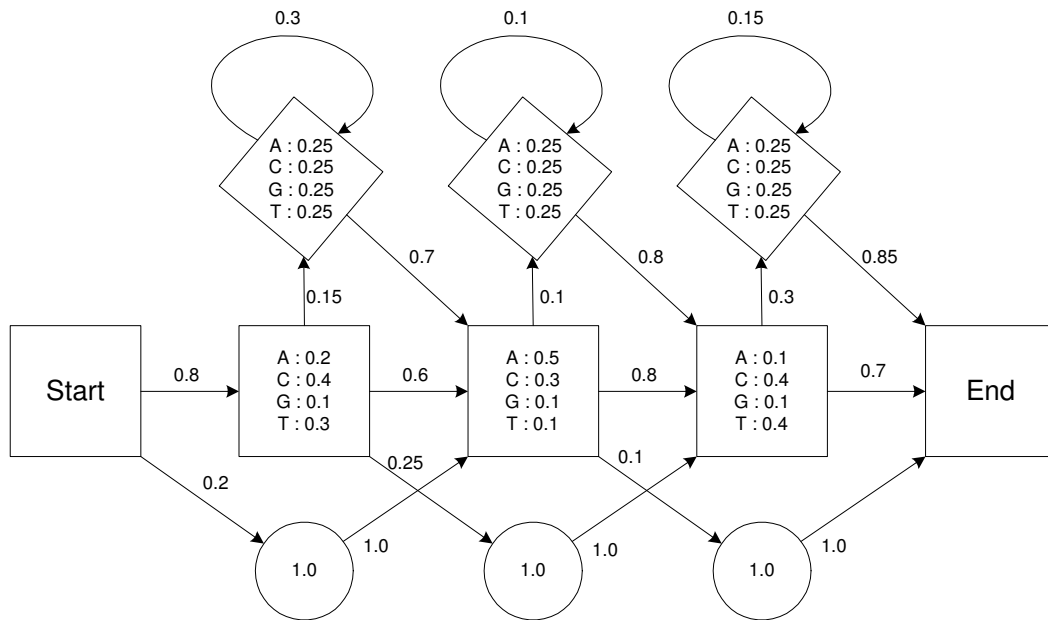 0.3
0.1
0.15
A : 0.25
C : 0.25
G : 0.25
T : 0.25
A : 0.25
C : 0.25
G : 0.25
T : 0.25
A : 0.25
C : 0.25
G : 0.25
T : 0.25
0.7
0.8
0.85
0.15
0.1
0.3
Start
0.8
A : 0.2
C : 0.4
G : 0.1
T : 0.3
0.6
A : 0.5
C : 0.3
G : 0.1
T : 0.1
0.8
A : 0.1
C : 0.4
G : 0.1
T : 0.4
0.7
End
0.2
0.25
0.1
1.0
1.0
1.0
1.0
1.0
1.0